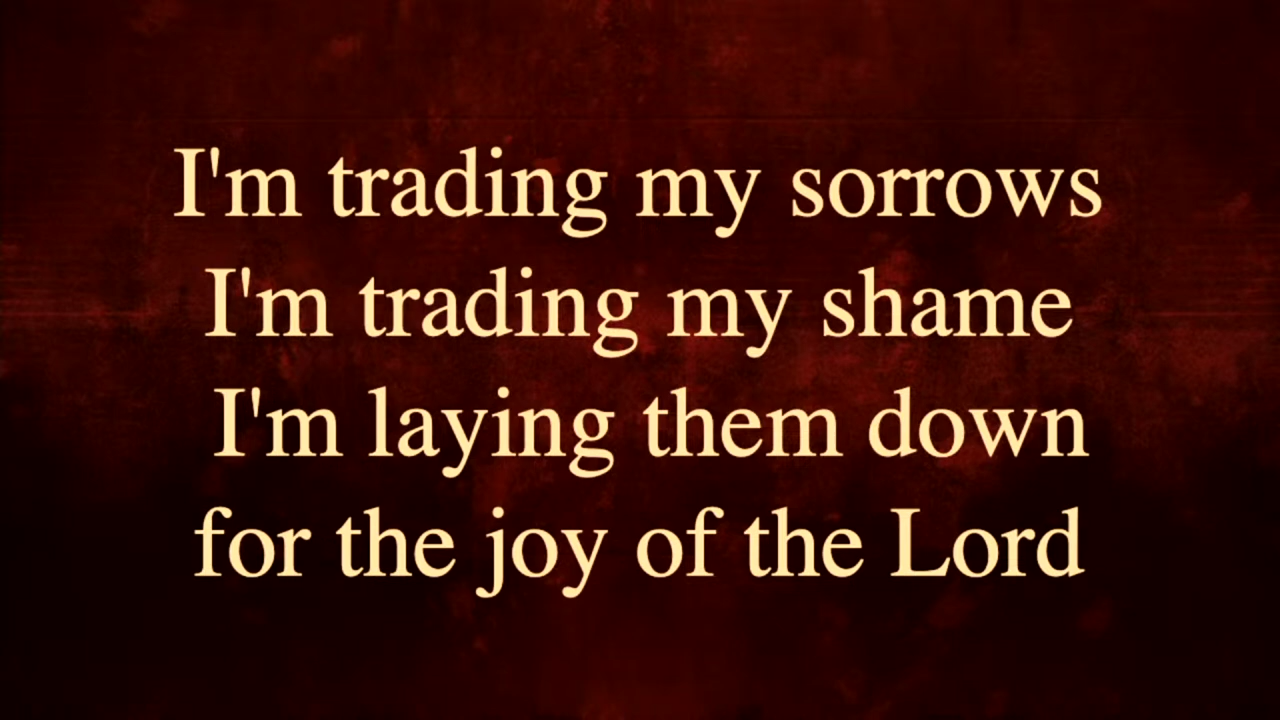 I'm trading my sorrows
I'm trading my shame
I'm laying them down
for the joy of the Lord